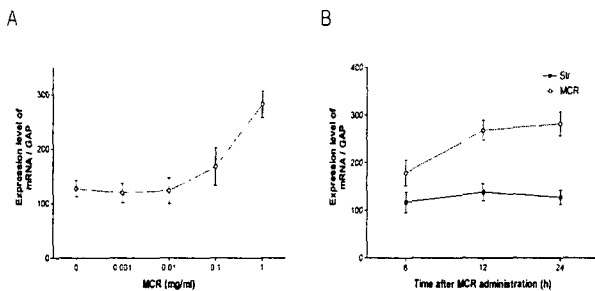 A
Expression level of
mRNA / GAP
300
200
100
0
0 0.001 0.01 0.1 1
MCR (mg/ml)
B
Str
MCR
Expression level of
mRNA / GAP
400
300
200
100
0
6 12 24
Time after MCR administration (h)